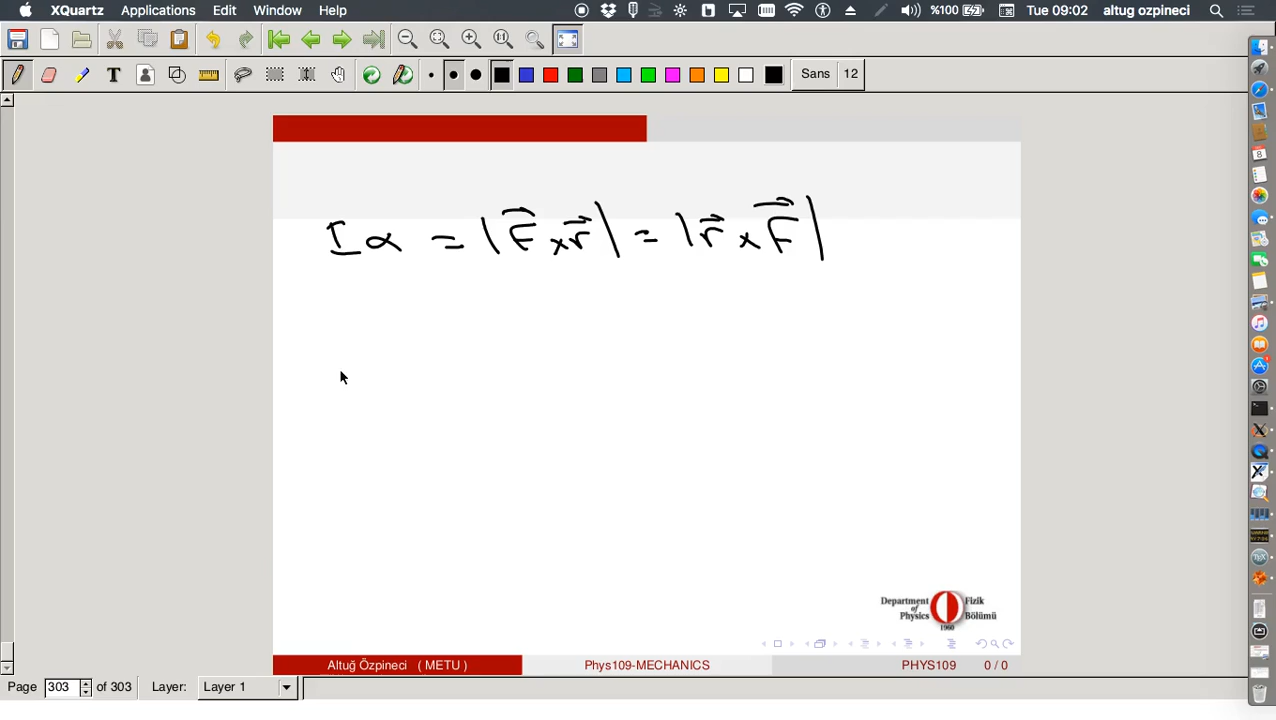 XQuartz Applications Edit Window Help %100 Tue 09:02 altug ozpineci
Sans 12
Iα = |F⃗ × r⃗| = |r⃗ × F⃗|
Department of Physics 1960 Fizik Bölümü
Altuğ Özpineci ( METU ) Phys109-MECHANICS PHYS109 0 / 0
Page 303 of 303 Layer: Layer 1